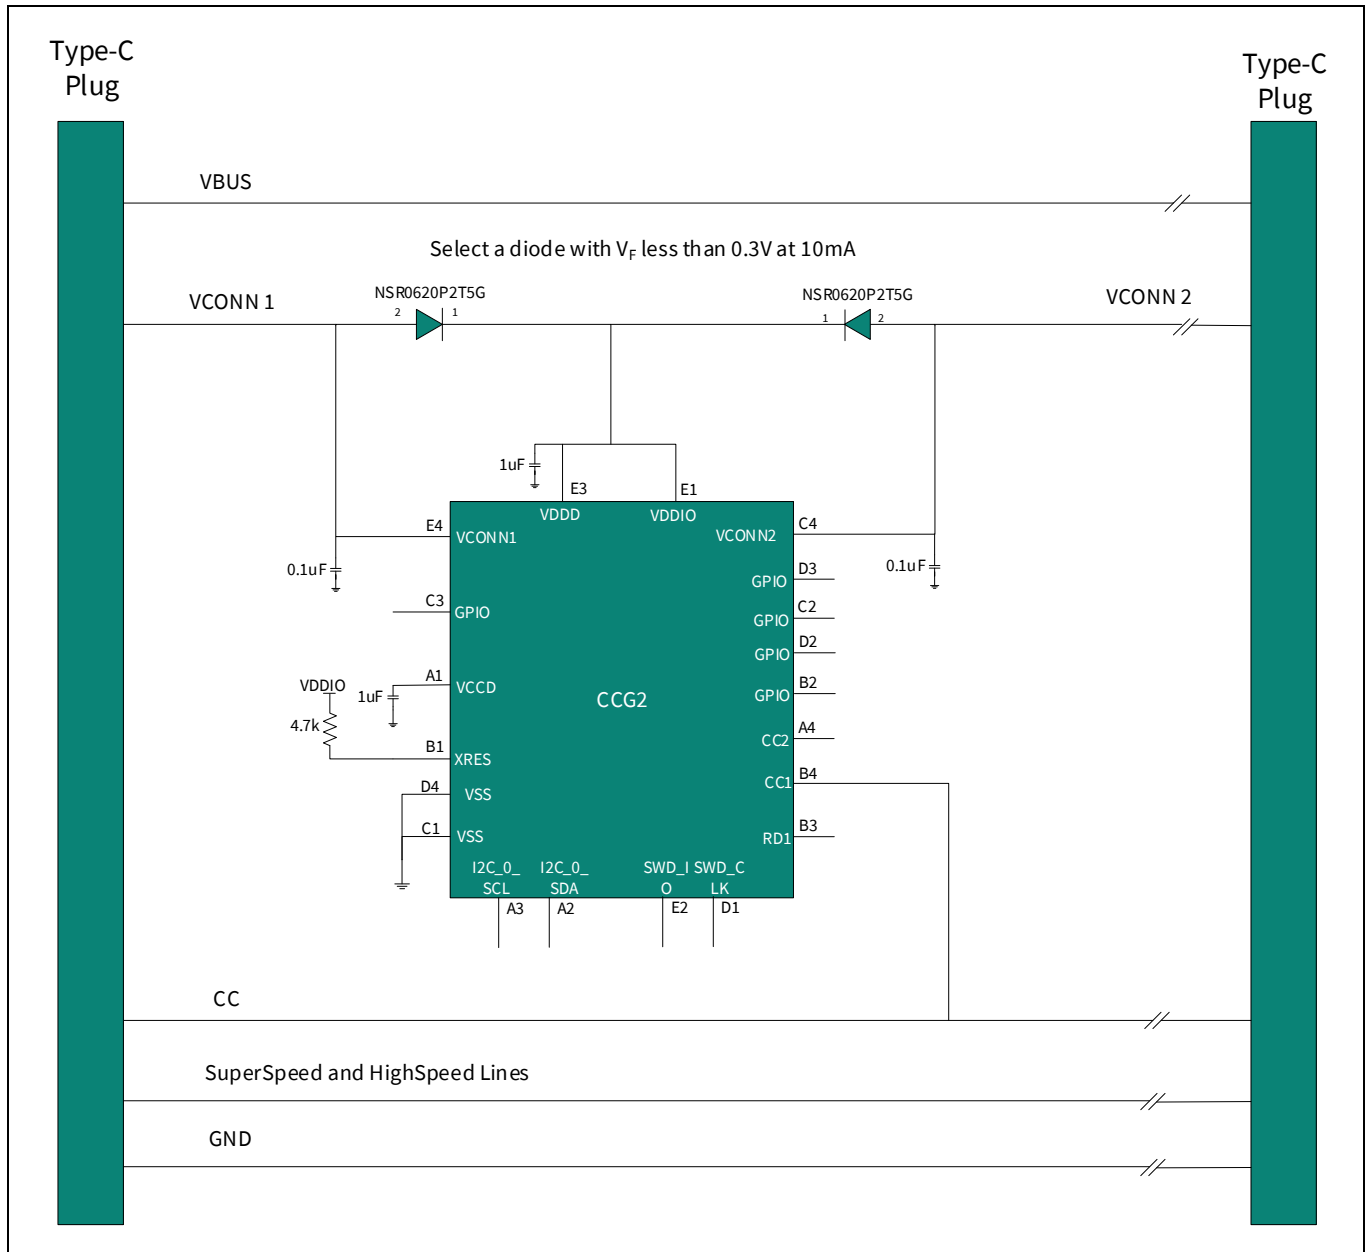 Type-C
Plug
Type-C
Plug
VBUS
Select a diode with VF less than 0.3V at 10mA
NSR0620P2T5G
NSR0620P2T5G
VCONN 1
2
1
1
2
VCONN 2
1uF
E3
E1
VDDD
VDDIO
E4
VCONN1
C4
VCONN2
0.1uF
0.1uF
D3
GPIO
C3
GPIO
C2
GPIO
D2
GPIO
A1
VCCD
VDDIO
1uF
CCG2
B2
GPIO
4.7k
A4
CC2
B1
XRES
B4
CC1
D4
VSS
C1
VSS
B3
RD1
I2C_0_
SCL
I2C_0_
SDA
SWD_I
O
SWD_C
LK
A3
A2
E2
D1
CC
SuperSpeed and HighSpeed Lines
GND